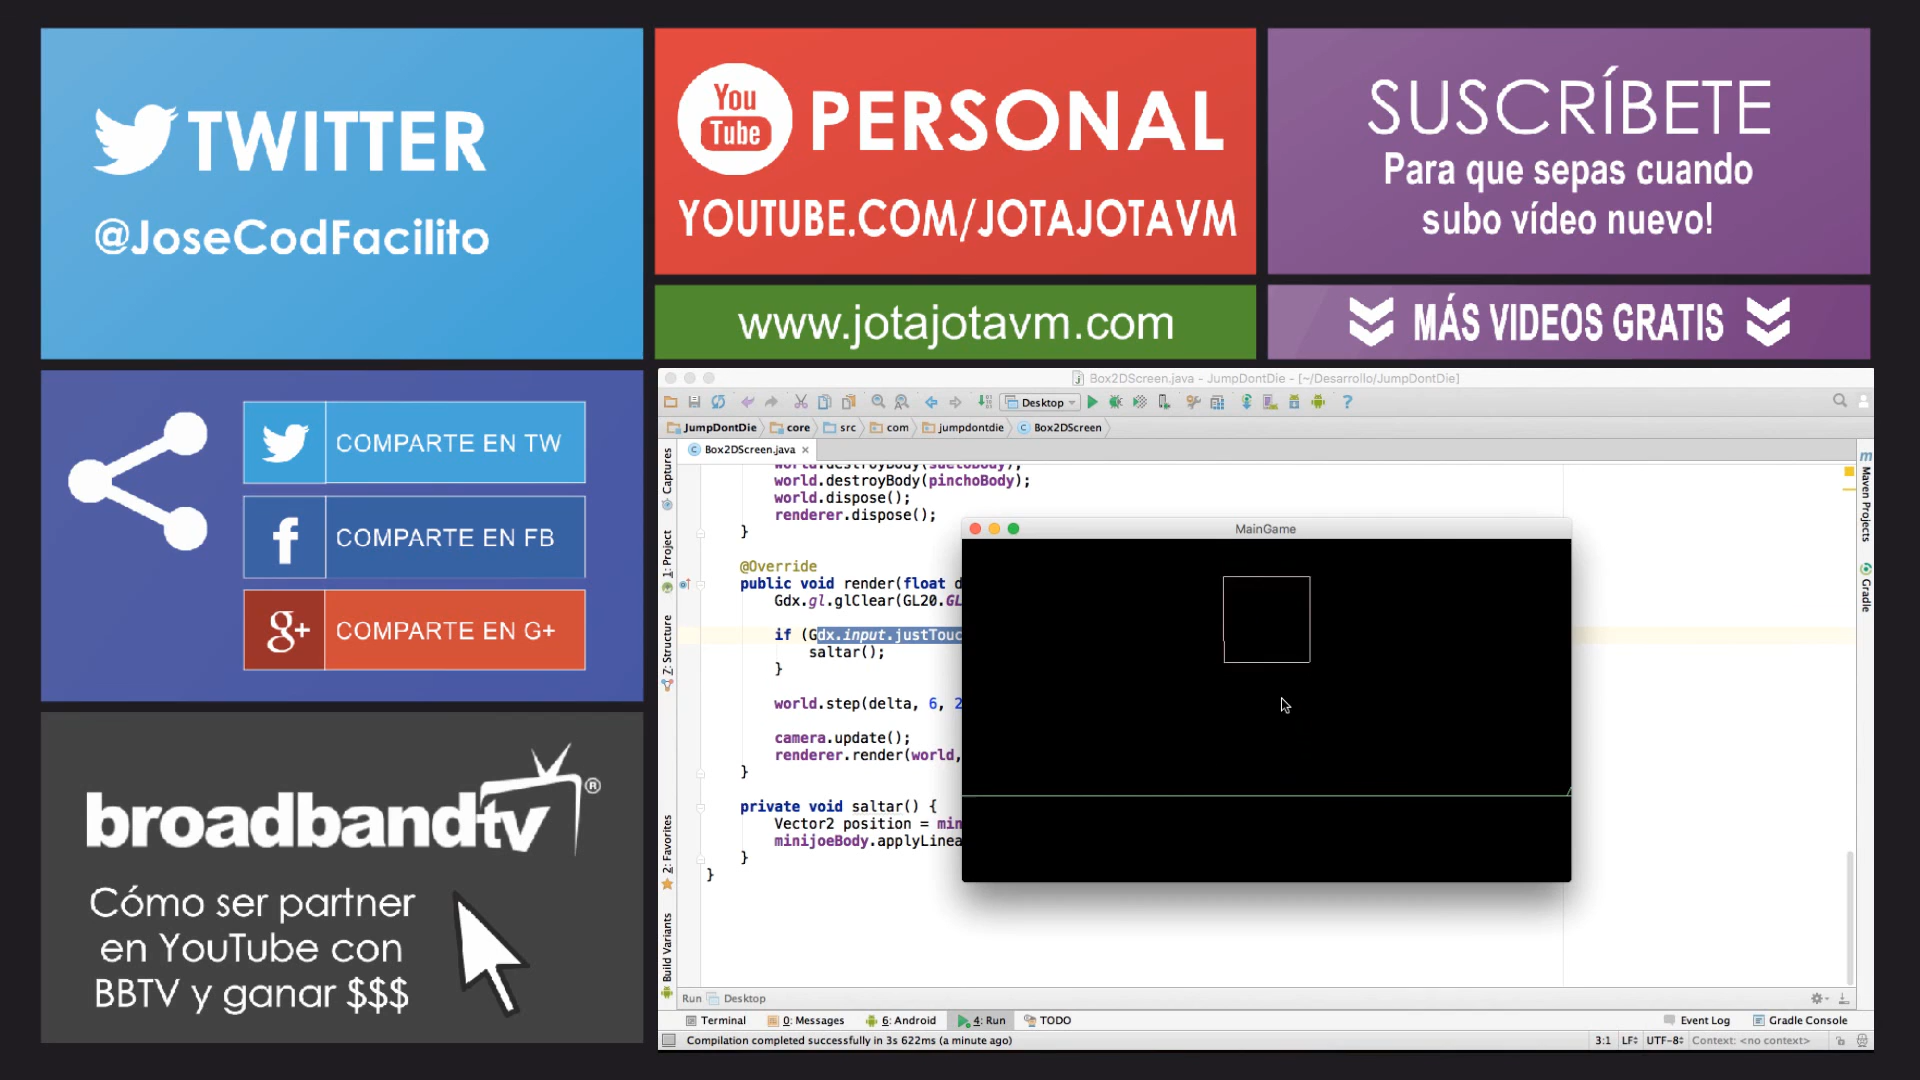 TWITTER
@JoseCodFacilito
You
Tube
PERSONAL
YOUTUBE.COM/JOTAJOTAVM
www.jotajotavm.com
SUSCRÍBETE
Para que sepas cuando
subo vídeo nuevo!
MÁS VIDEOS GRATIS
COMPARTE EN TW
COMPARTE EN FB
g+ COMPARTE EN G+
broadbandtv®
Cómo ser partner
en YouTube con
BBTV y ganar $$$
Box2DScreen.java - JumpDontDie - [~/Desarrollo/JumpDontDie]
Desktop
JumpDontDie core src com jumpdontdie Box2DScreen
Box2DScreen.java
Captures
1: Project
7: Structure
2: Favorites
Build Variants
Maven Projects
Gradle
world.destroyBody(sueloBody);
world.destroyBody(pinchoBody);
world.dispose();
renderer.dispose();
}
@Override
public void render(float d
Gdx.gl.glClear(GL20.GL
if (Gdx.input.justTouc
saltar();
}
world.step(delta, 6, 2
camera.update();
renderer.render(world,
}
private void saltar() {
Vector2 position = min
minijoeBody.applyLinea
}
}
MainGame
Run Desktop
Terminal 0: Messages 6: Android 4: Run TODO Event Log Gradle Console
Compilation completed successfully in 3s 622ms (a minute ago) 3:1 LF UTF-8 Context: <no context>